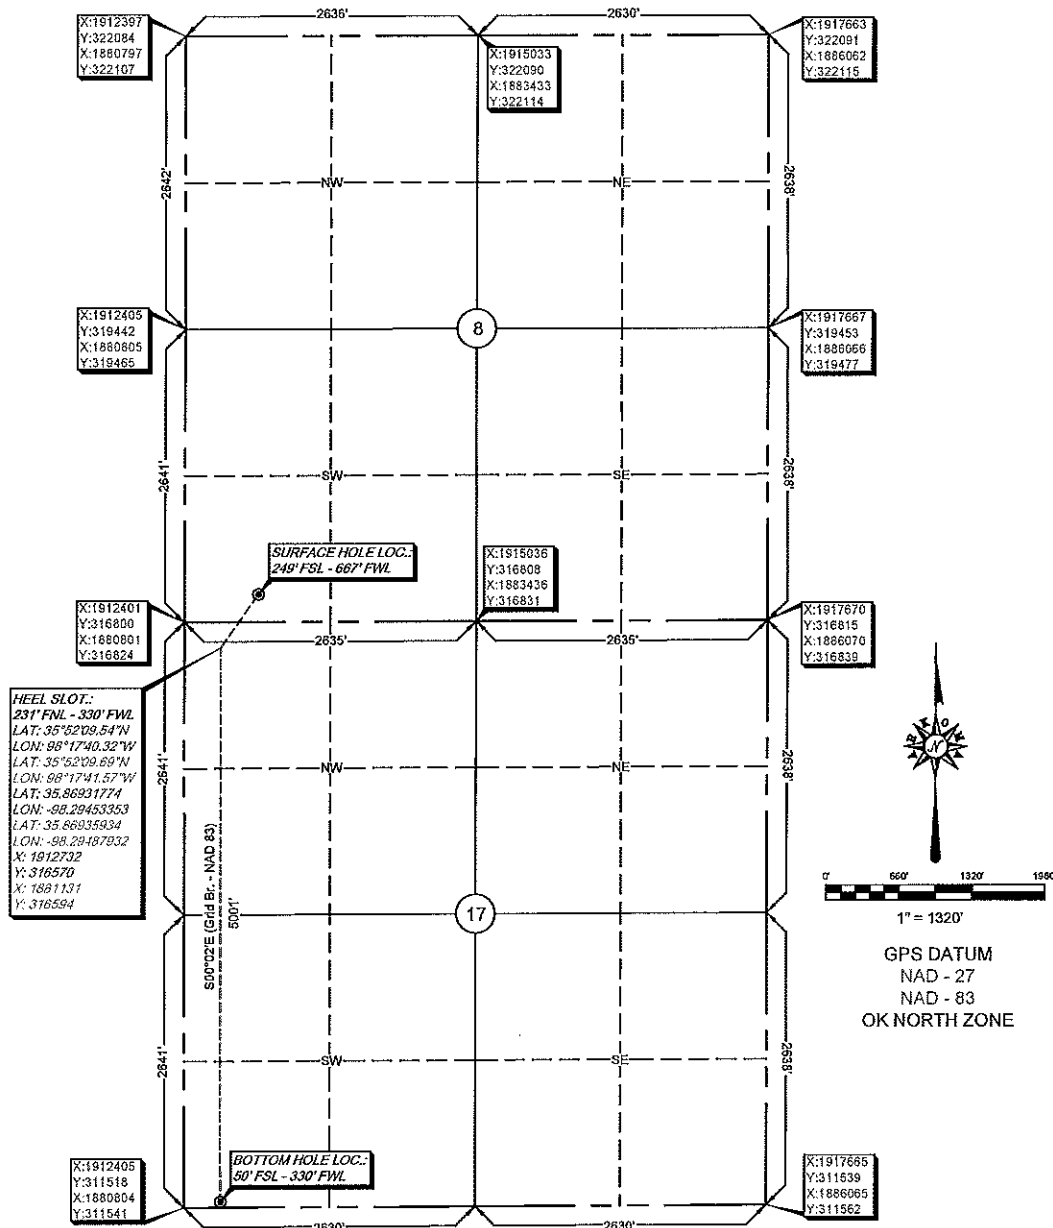 2636'
2630'
X:1912397
Y:322084
X:1880797
Y:322107
X:1915033
Y:322090
X:1883433
Y:322114
X:1917663
Y:322091
X:1886062
Y:322115
2642'
NW
NE
2638'
X:1912405
Y:319442
X:1880805
Y:319465
8
X:1917667
Y:319453
X:1886066
Y:319477
2641'
SW
SE
2638'
SURFACE HOLE LOC.:
249' FSL - 667' FWL
X:1912401
Y:316800
X:1880801
Y:316824
X:1915036
Y:316808
X:1883436
Y:316831
X:1917670
Y:316815
X:1886070
Y:316839
2635'
2635'
HEEL SLOT.:
231' FNL - 330' FWL
LAT: 35°52'09.54"N
LON: 98°17'40.32"W
LAT: 35°52'09.69"N
LON: 98°17'41.57"W
LAT: 35.86931774
LON: -98.29453353
LAT: 35.86935934
LON: -98.29487932
X: 1912732
Y: 316570
X: 1881131
Y: 316594
2641'
NW
NE
2638'
S00°02'E (Grid Br. - NAD 83)
5001'
17
2641'
SW
SE
2638'
BOTTOM HOLE LOC.:
50' FSL - 330' FWL
X:1912405
Y:311518
X:1880804
Y:311541
X:1917665
Y:311539
X:1886065
Y:311562
2630'
2630'
N
0' 660' 1320' 1980
1" = 1320'
GPS DATUM
NAD - 27
NAD - 83
OK NORTH ZONE